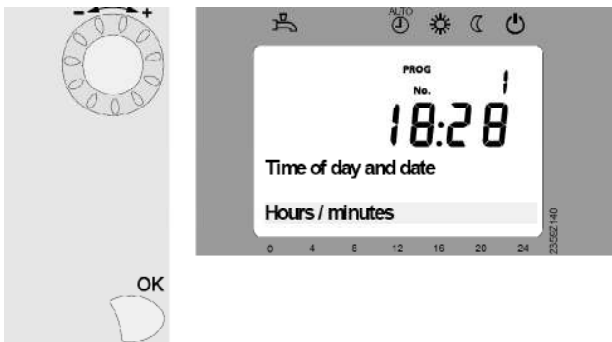 - +
AUTO
PROG
No. 1
18:28
Time of day and date
Hours / minutes
0 4 8 12 16 20 24
23562140
OK